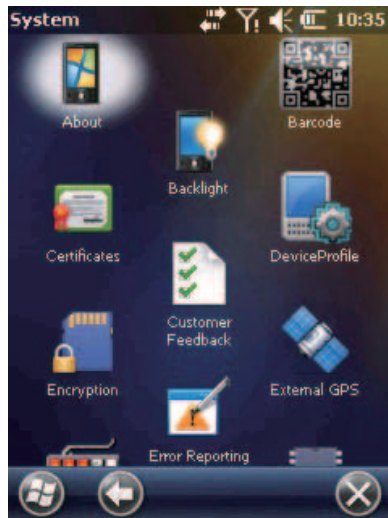 System 10:35
About
Barcode
Backlight
Certificates
DeviceProfile
Customer
Feedback
Encryption
External GPS
Error Reporting